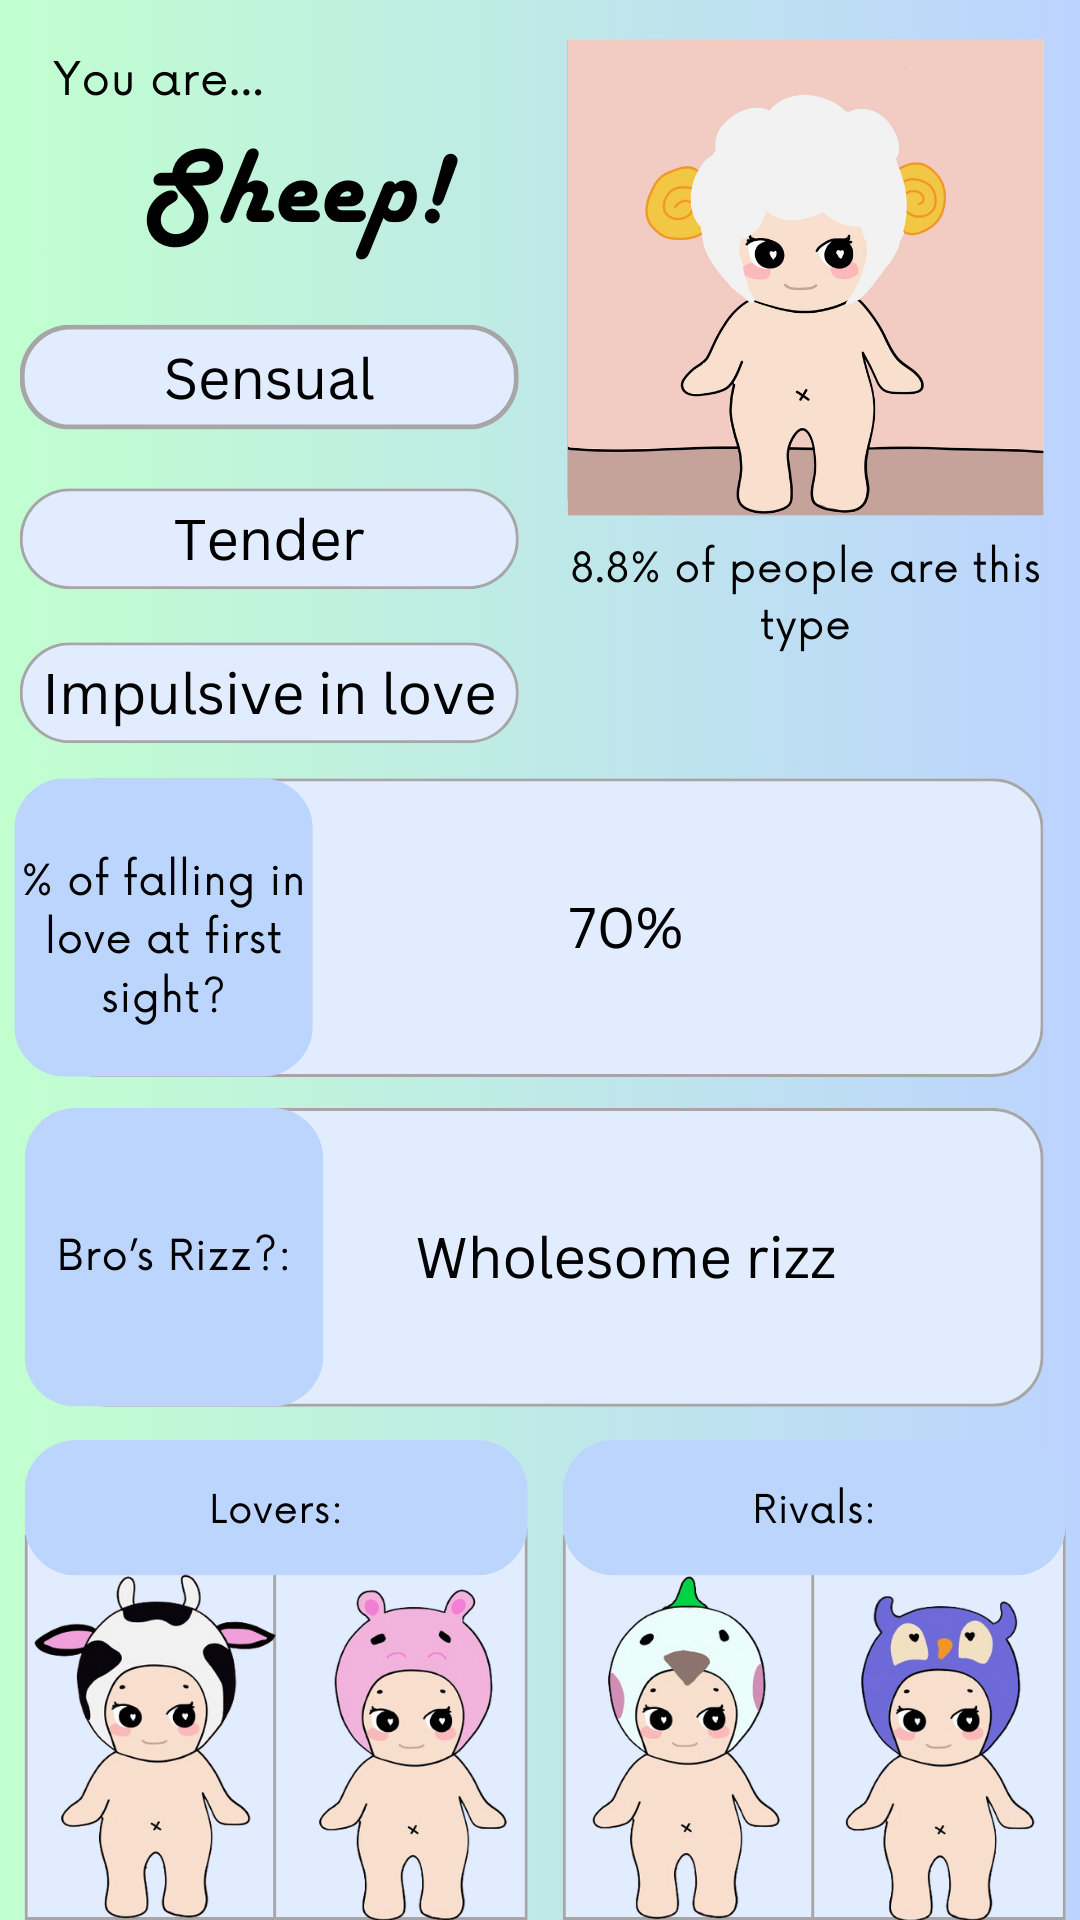 You are...
Sheep!
Sensual
Tender
Impulsive in love
8.8% of people are this
type
% of falling in
love at first
sight?
70%
Bro’s Rizz?:
Wholesome rizz
Lovers:
Rivals: